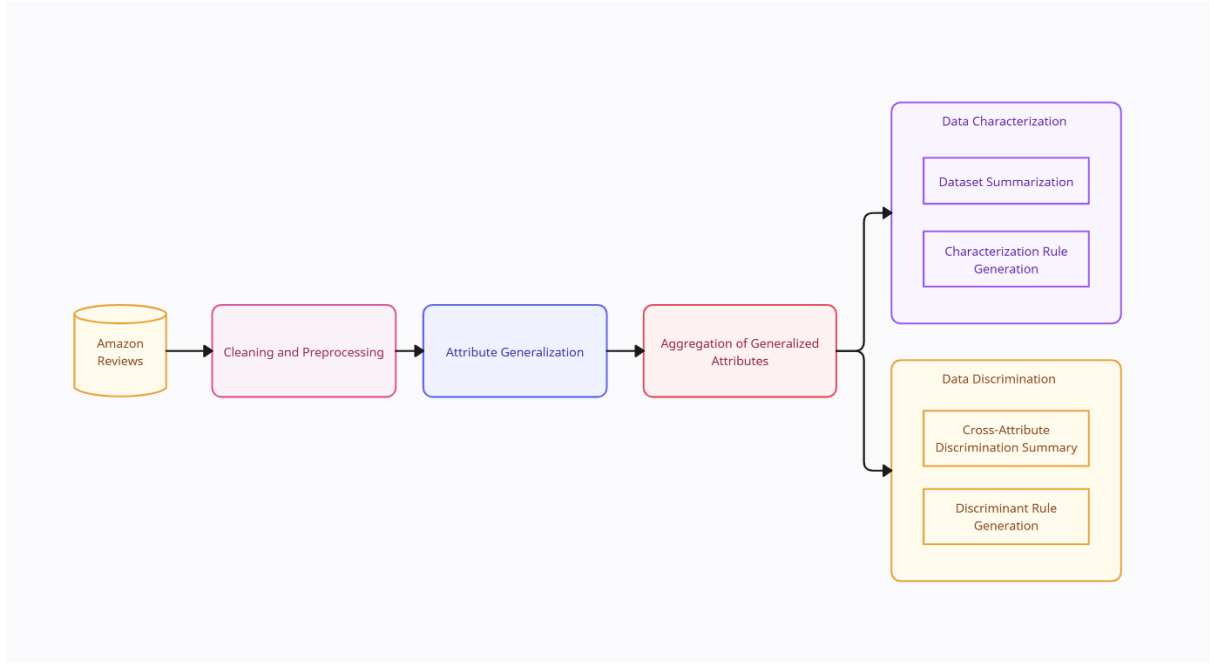 Amazon
Reviews
Cleaning and Preprocessing
Attribute Generalization
Aggregation of Generalized
Attributes
Data Characterization
Dataset Summarization
Characterization Rule
Generation
Data Discrimination
Cross-Attribute
Discrimination Summary
Discriminant Rule
Generation